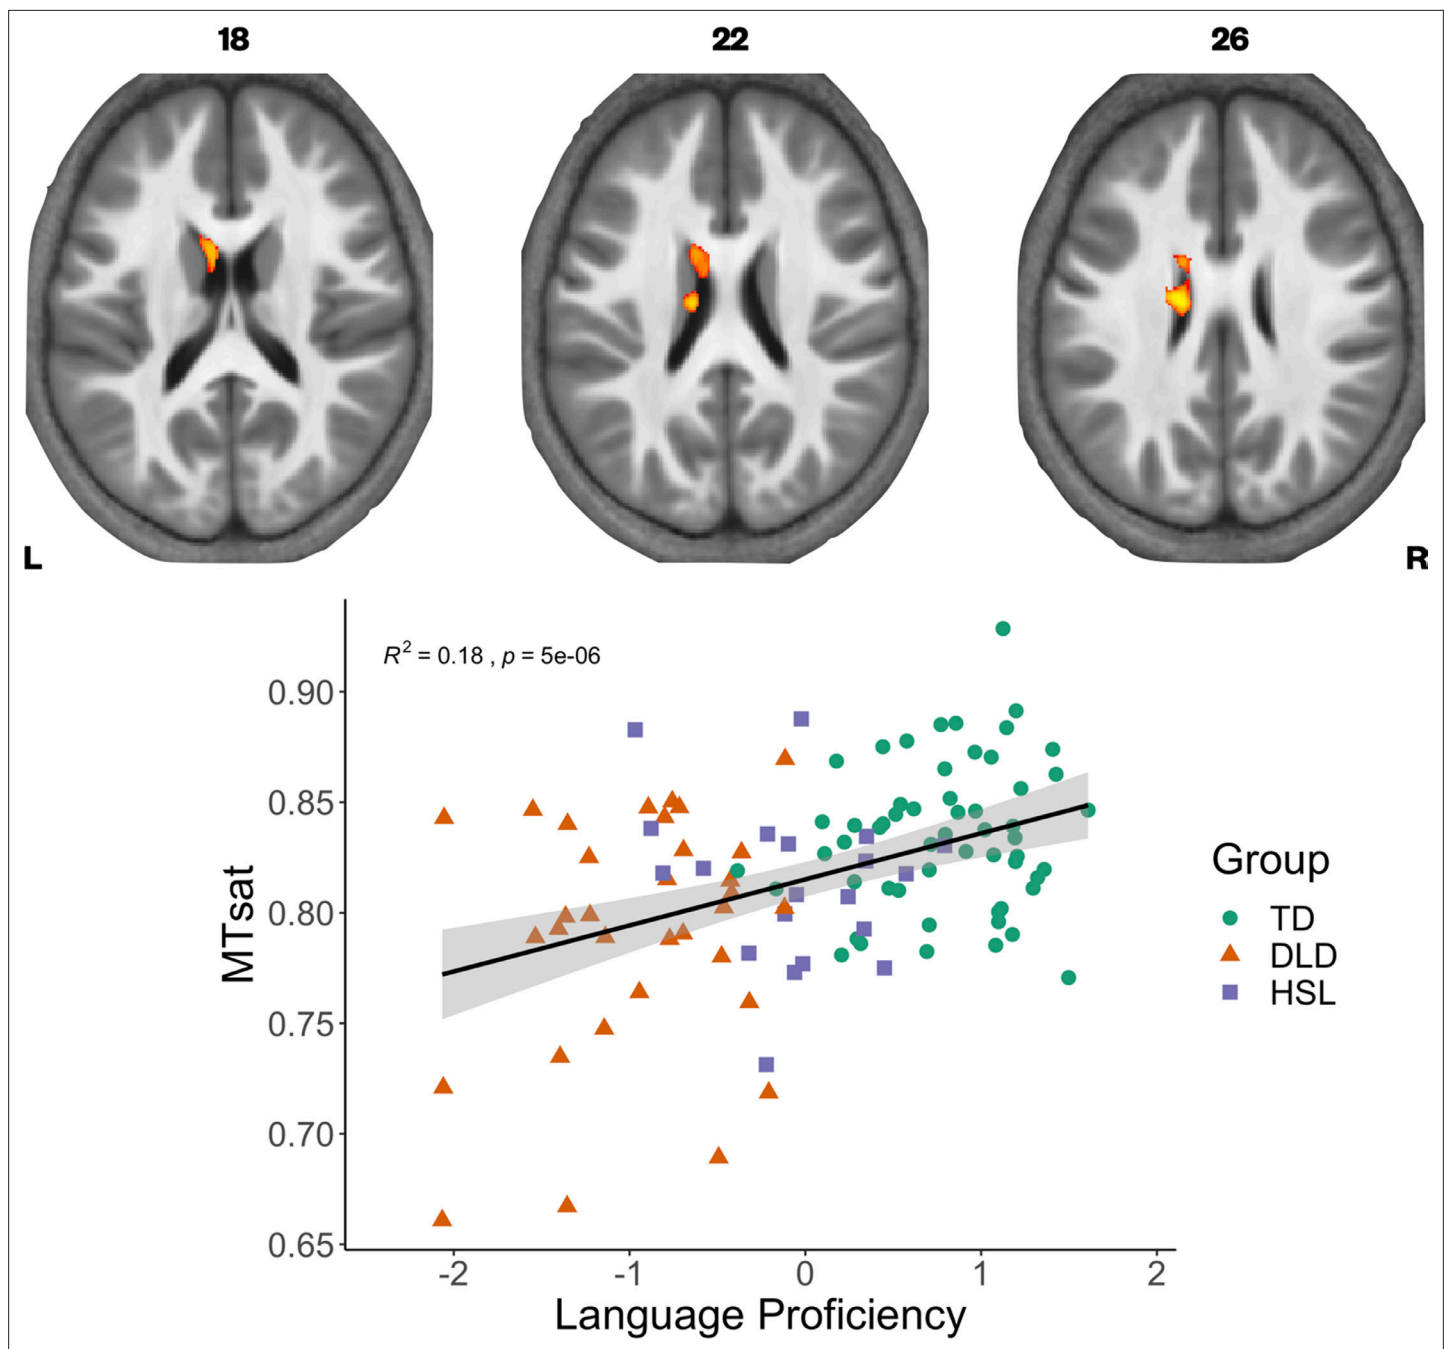 18 22 26
L R
R² = 0.18 , p = 5e-06
0.90
0.85
0.80
0.75
0.70
0.65
MTsat
-2 -1 0 1 2
Language Proficiency
Group
TD
DLD
HSL